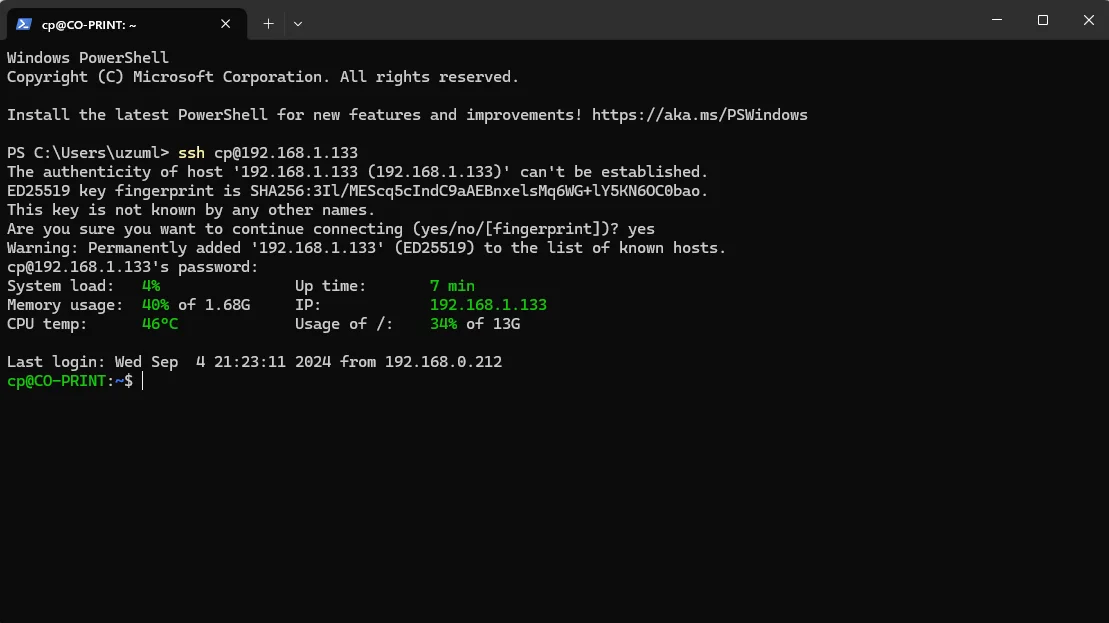 cp@CO-PRINT: ~
Windows PowerShell
Copyright (C) Microsoft Corporation. All rights reserved.
Install the latest PowerShell for new features and improvements! https://aka.ms/PSWindows
PS C:\Users\uzuml> ssh cp@192.168.1.133
The authenticity of host '192.168.1.133 (192.168.1.133)' can't be established.
ED25519 key fingerprint is SHA256:3Il/MEScq5cIndC9aAEBnxelsMq6WG+lY5KN6OC0bao.
This key is not known by any other names.
Are you sure you want to continue connecting (yes/no/[fingerprint])? yes
Warning: Permanently added '192.168.1.133' (ED25519) to the list of known hosts.
cp@192.168.1.133's password:
System load:   4%               Up time:       7 min
Memory usage:  40% of 1.68G     IP:            192.168.1.133
CPU temp:      46°C             Usage of /:    34% of 13G
Last login: Wed Sep  4 21:23:11 2024 from 192.168.0.212
cp@CO-PRINT:~$